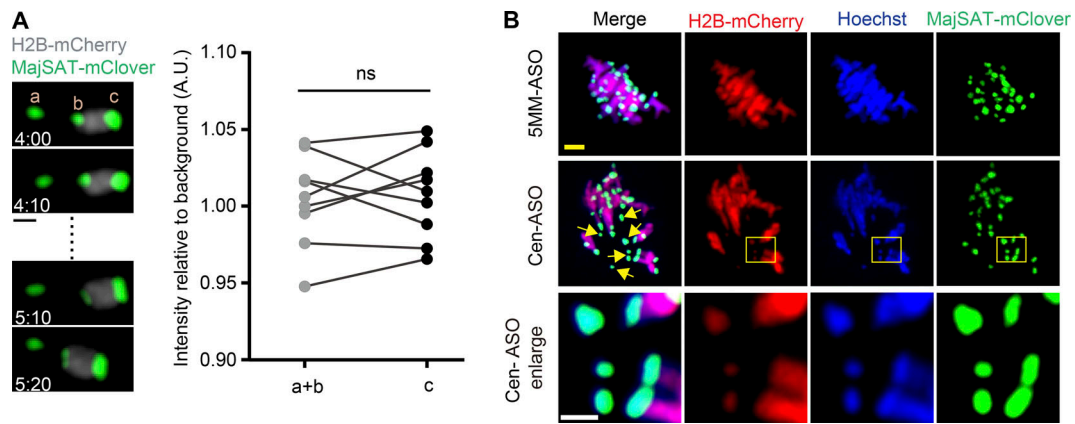 A
H2B-mCherry
MajSAT-mClover
a
b
c
4:00
4:10
5:10
5:20
Intensity relative to background (A.U.)
1.10
1.05
1.00
0.95
0.90
ns
a+b
c
B
Merge
H2B-mCherry
Hoechst
MajSAT-mClover
5MM-ASO
Cen-ASO
Cen- ASO
enlarge